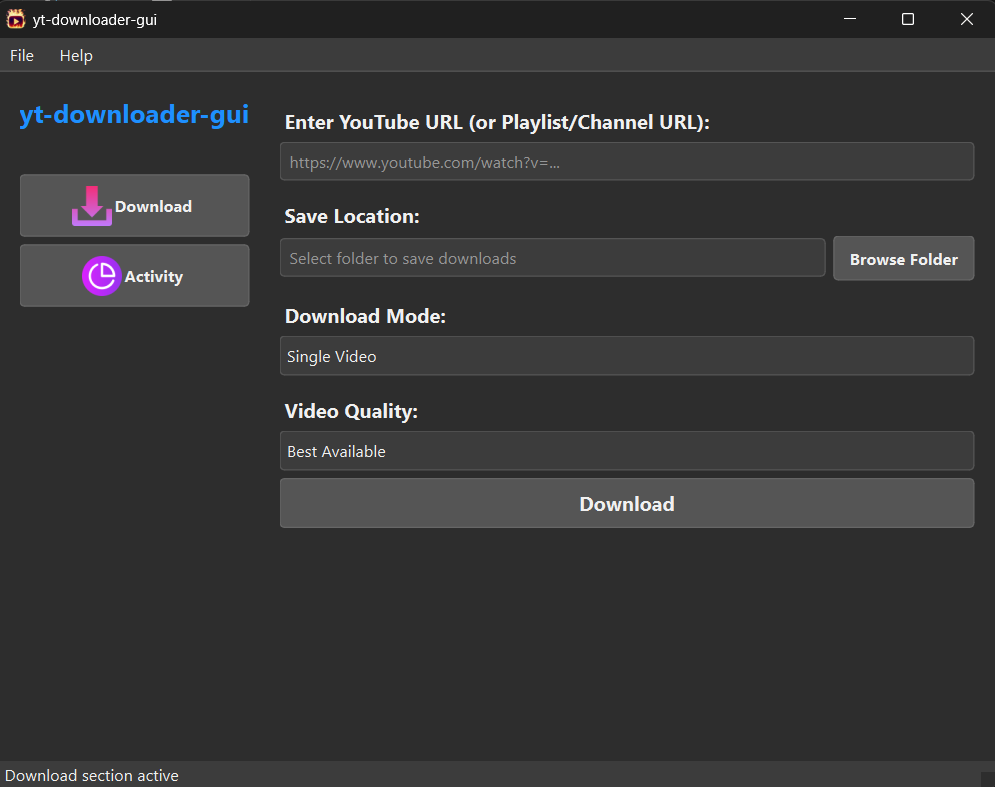 yt-downloader-gui
File Help
yt-downloader-gui
Download
Activity
Enter YouTube URL (or Playlist/Channel URL):
https://www.youtube.com/watch?v=...
Save Location:
Select folder to save downloads
Browse Folder
Download Mode:
Single Video
Video Quality:
Best Available
Download
Download section active